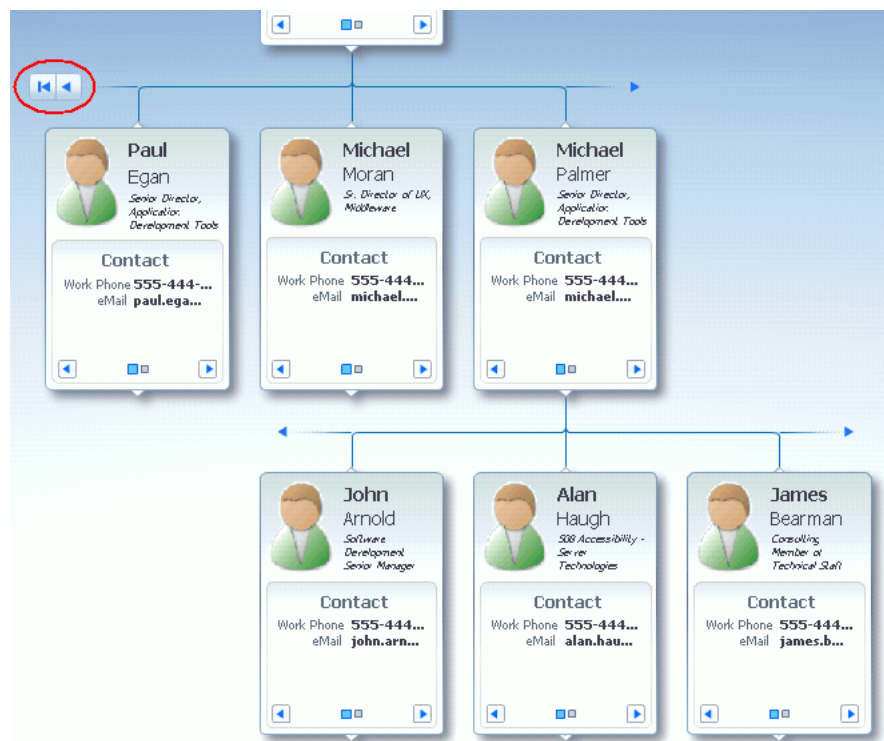 Paul
Egan
Senior Director,
Application
Development Tools
Contact
Work Phone 555-444-...
eMail paul.ega...
Michael
Moran
Sr. Director of UX,
Middleware
Contact
Work Phone 555-444...
eMail michael....
Michael
Palmer
Senior Director,
Application
Development Tools
Contact
Work Phone 555-444...
eMail michael....
John
Arnold
Software
Development
Senior Manager
Contact
Work Phone 555-444...
eMail john.arn...
Alan
Haugh
508 Accessibility -
Server
Technologies
Contact
Work Phone 555-444...
eMail alan.hau...
James
Bearman
Consulting
Member of
Technical Staff
Contact
Work Phone 555-444...
eMail james.b...